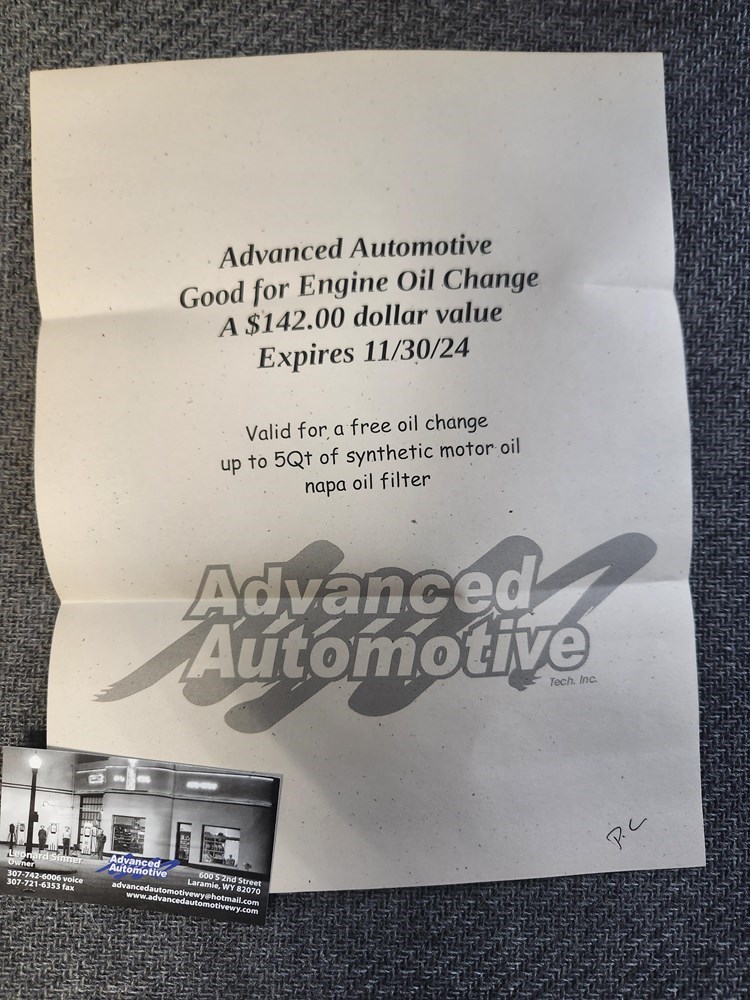 Advanced Automotive
Good for Engine Oil Change
A $142.00 dollar value
Expires 11/30/24
Valid for a free oil change
up to 5Qt of synthetic motor oil
napa oil filter
Advanced
Automotive
Tech. Inc.
P.C
Leonard Sinner
Owner
307-742-6006 voice
307-721-6353 fax
Advanced
Automotive
600 S 2nd Street
Laramie, WY 82070
advancedautomotivewy@hotmail.com
www.advancedautomotivewy.com